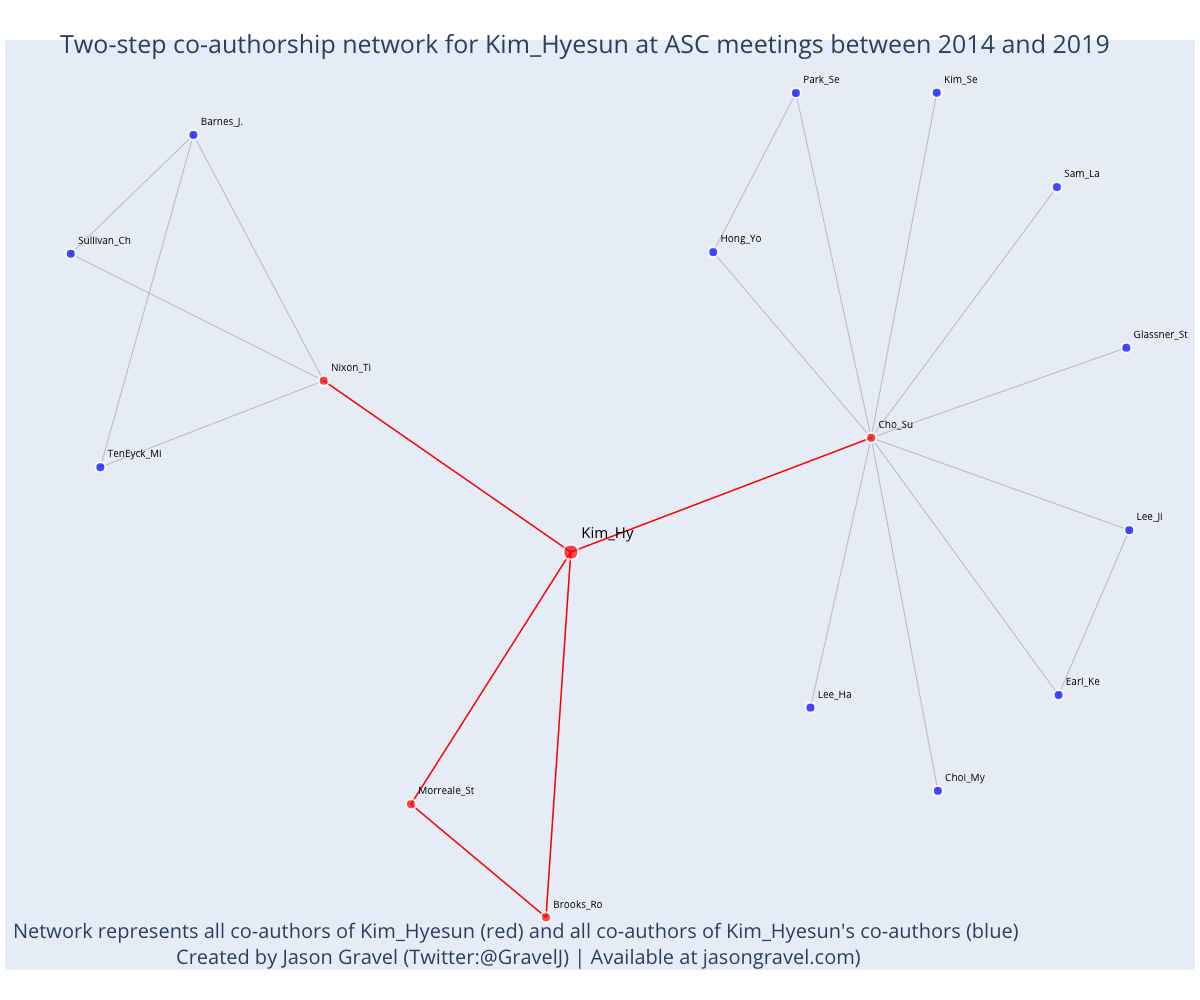 Two-step co-authorship network for Kim_Hyesun at ASC meetings between 2014 and 2019
Park_Se
Kim_Se
Barnes_J.
Sam_La
Sullivan_Ch
Hong_Yo
Glassner_St
Nixon_Ti
Cho_Su
TenEyck_Mi
Lee_Ji
Kim_Hy
Earl_Ke
Lee_Ha
Choi_My
Morreale_St
Brooks_Ro
Network represents all co-authors of Kim_Hyesun (red) and all co-authors of Kim_Hyesun's co-authors (blue)
Created by Jason Gravel (Twitter:@GravelJ) | Available at jasongravel.com)